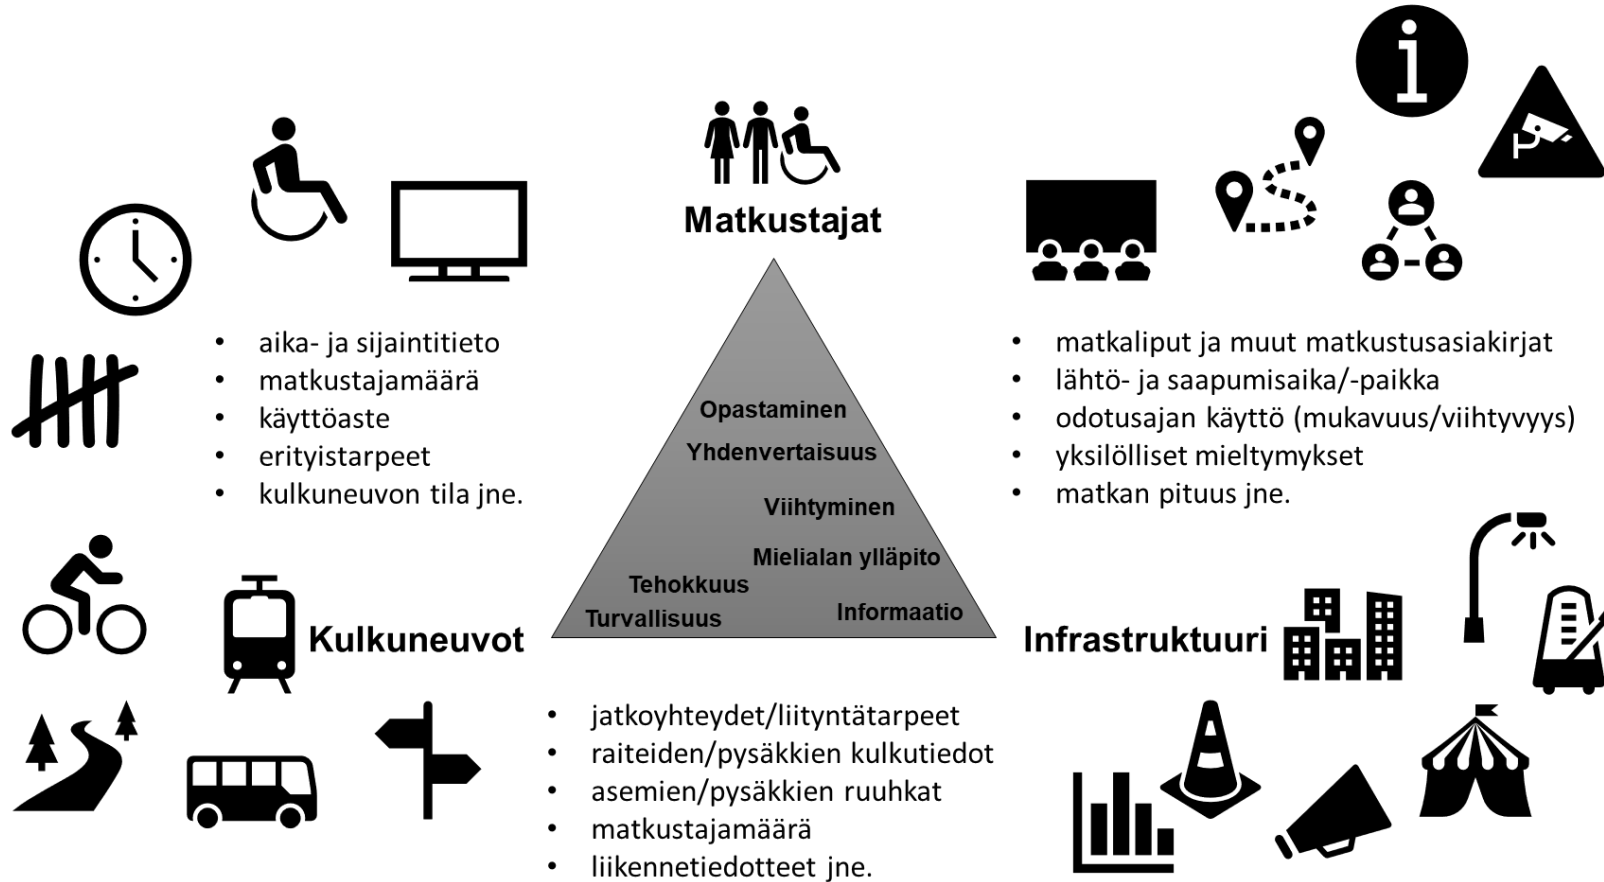 Matkustajat
• aika- ja sijaintitieto
• matkustajamäärä
• käyttöaste
• erityistarpeet
• kulkuneuvon tila jne.
• matkaliput ja muut matkustusasiakirjat
• lähtö- ja saapumisaika/-paikka
• odotusajan käyttö (mukavuus/viihtyvyys)
• yksilölliset mieltymykset
• matkan pituus jne.
Opastaminen
Yhdenvertaisuus
Viihtyminen
Mielialan ylläpito
Tehokkuus
Informaatio
Turvallisuus
Kulkuneuvot
Infrastruktuuri
• jatkoyhteydet/liityntätarpeet
• raiteiden/pysäkkien kulkutiedot
• asemien/pysäkkien ruuhkat
• matkustajamäärä
• liikennetiedotteet jne.